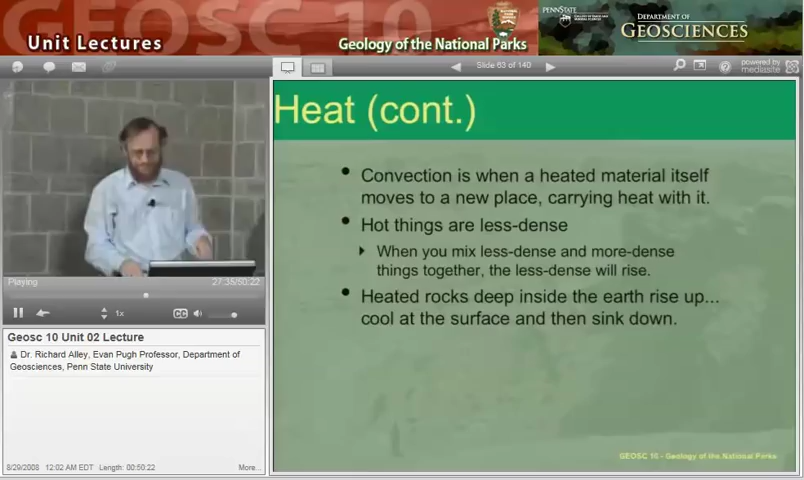 GEOSC 10
Unit Lectures
Geology of the National Parks
PENNSTATE
DEPARTMENT OF
GEOSCIENCES
Slide 63 of 140
powered by
mediasite
Heat (cont.)
• Convection is when a heated material itself
moves to a new place, carrying heat with it.
• Hot things are less-dense
When you mix less-dense and more-dense
things together, the less-dense will rise.
• Heated rocks deep inside the earth rise up...
cool at the surface and then sink down.
GEOSC 10 - Geology of the National Parks
Playing
27:35/50:22
1x
CC
Geosc 10 Unit 02 Lecture
Dr. Richard Alley, Evan Pugh Professor, Department of
Geosciences, Penn State University
8/29/2008 12:02 AM EDT Length: 00:50:22 More...